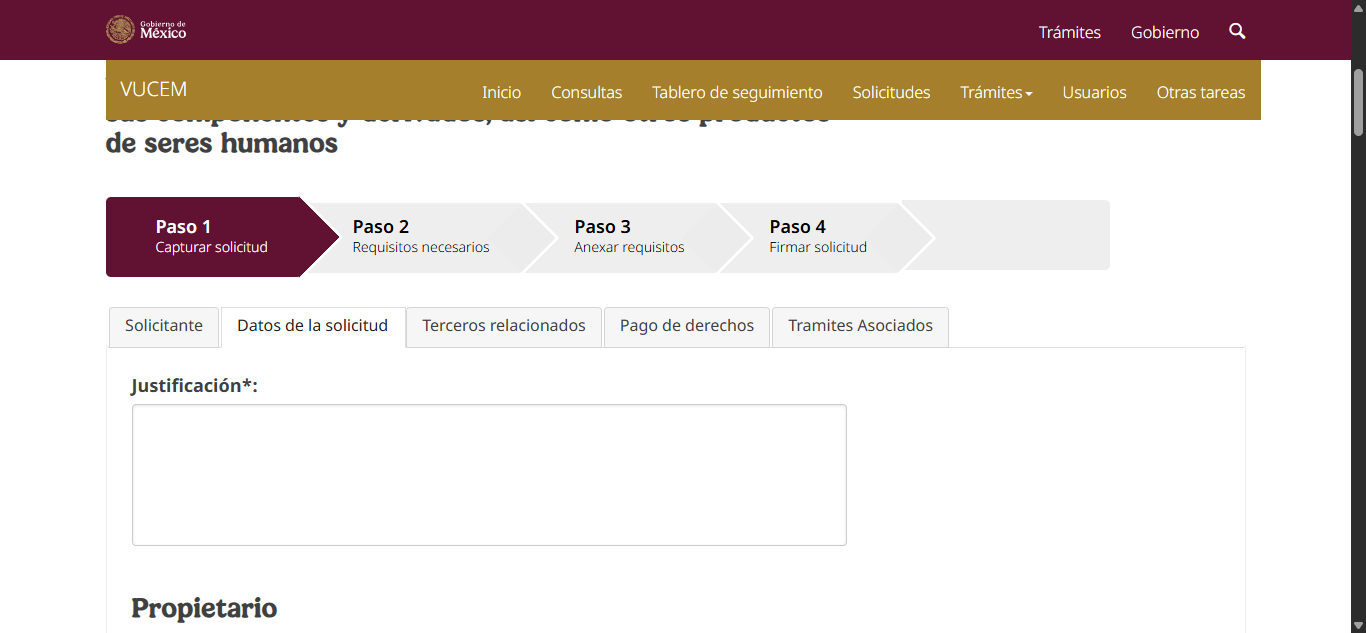 Gobierno de
México
Trámites
Gobierno
VUCEM
Inicio
Consultas
Tablero de seguimiento
Solicitudes
Trámites
Usuarios
Otras tareas
de seres humanos
Paso 1
Capturar solicitud
Paso 2
Requisitos necesarios
Paso 3
Anexar requisitos
Paso 4
Firmar solicitud
Solicitante
Datos de la solicitud
Terceros relacionados
Pago de derechos
Tramites Asociados
Justificación*:
Propietario